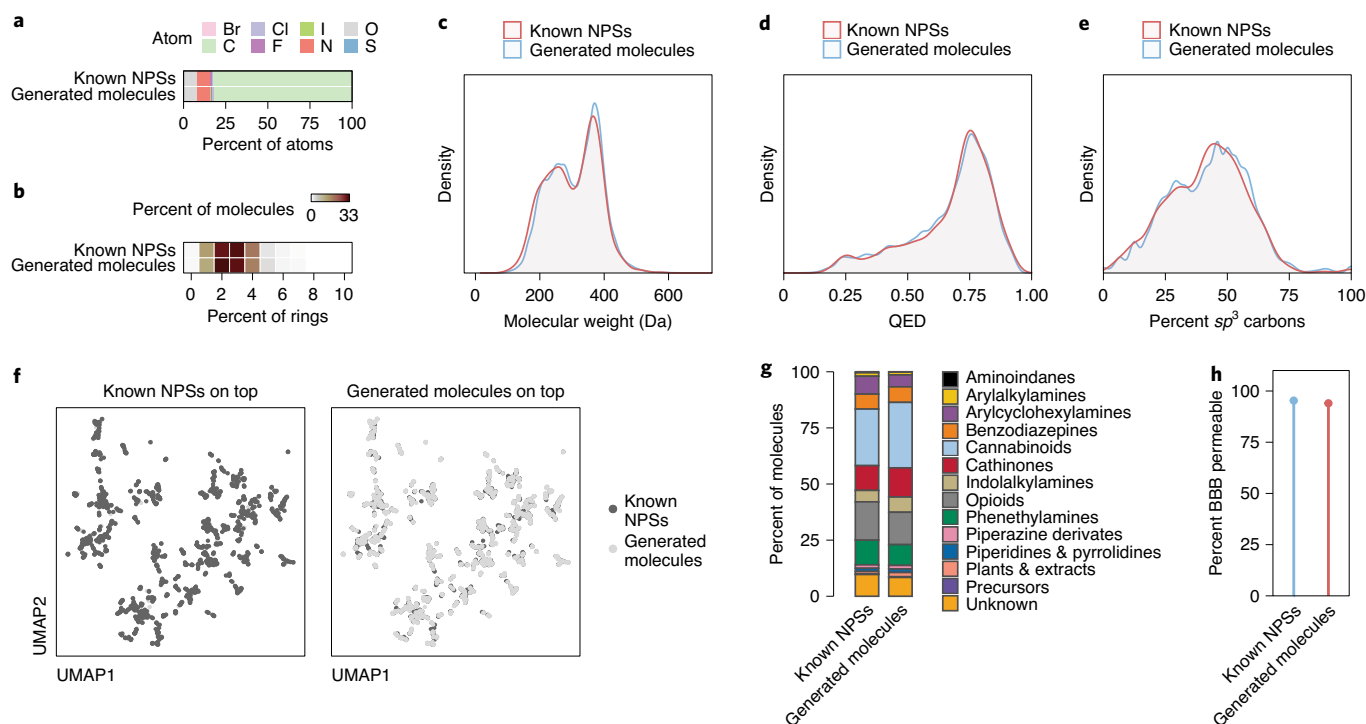 a
Atom
Br Cl I O
C F N S
Known NPSs
Generated molecules
0 25 50 75 100
Percent of atoms
b
Percent of molecules
0 33
Known NPSs
Generated molecules
0 2 4 6 8 10
Percent of rings
c
Known NPSs
Generated molecules
Density
0 200 400 600
Molecular weight (Da)
d
Known NPSs
Generated molecules
Density
0 0.25 0.50 0.75 1.00
QED
e
Known NPSs
Generated molecules
Density
0 25 50 75 100
Percent sp³ carbons
f
Known NPSs on top
Generated molecules on top
UMAP2
UMAP1
UMAP1
Known
NPSs
Generated
molecules
g
Percent of molecules
100
75
50
25
0
Known NPSs
Generated molecules
Aminoindanes
Arylalkylamines
Arylcyclohexylamines
Benzodiazepines
Cannabinoids
Cathinones
Indolalkylamines
Opioids
Phenethylamines
Piperazine derivates
Piperidines & pyrrolidines
Plants & extracts
Precursors
Unknown
h
Percent BBB permeable
100
75
50
25
0
Known NPSs
Generated molecules